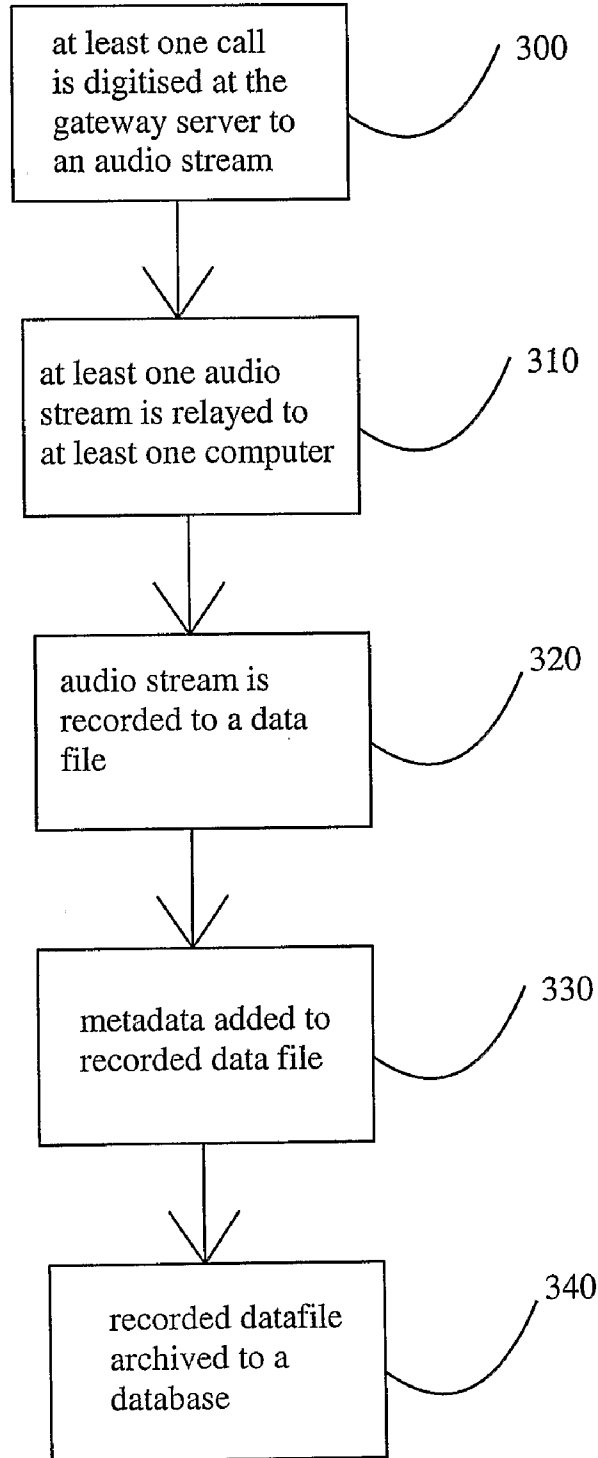 at least one call
is digitised at the
gateway server to
an audio stream
300
at least one audio
stream is relayed to
at least one computer
310
audio stream is
recorded to a data
file
320
metadata added to
recorded data file
330
recorded datafile
archived to a
database
340